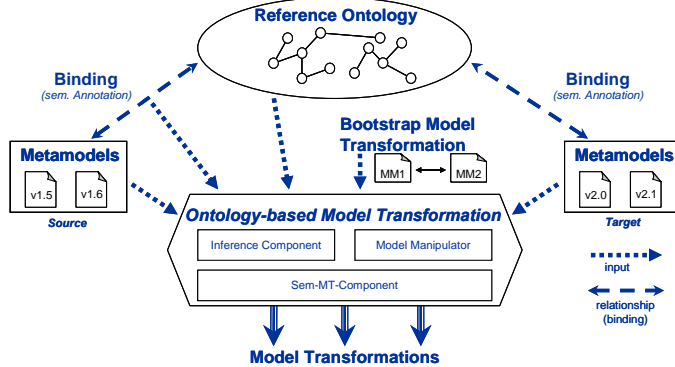 Reference Ontology
Binding
(sem. Annotation)
Binding
(sem. Annotation)
Bootstrap Model
Transformation
MM1
MM2
Metamodels
v1.5
v1.6
Source
Metamodels
v2.0
v2.1
Target
Ontology-based Model Transformation
Inference Component
Model Manipulator
Sem-MT-Component
input
relationship
(binding)
Model Transformations